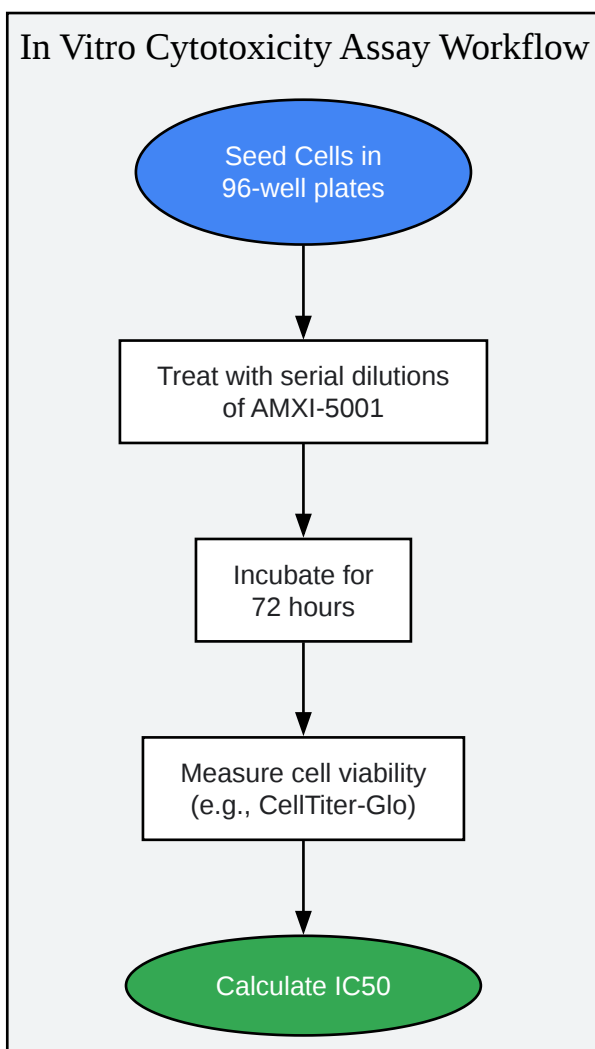 In Vitro Cytotoxicity Assay Workflow
Seed Cells in
96-well plates
Treat with serial dilutions
of AMXI-5001
Incubate for
72 hours
Measure cell viability
(e.g., CellTiter-Glo)
Calculate IC50